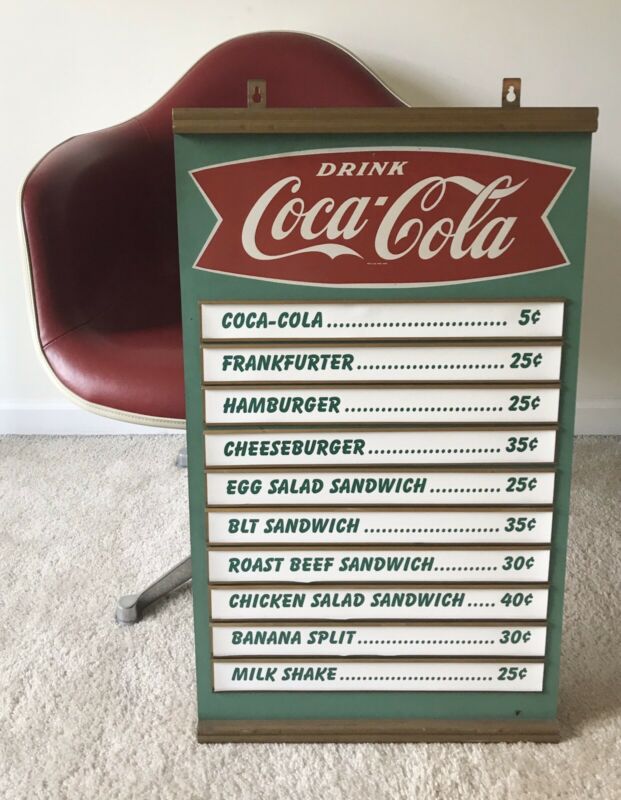 DRINK
Coca-Cola
COCA-COLA.............................. 5¢
FRANKFURTER........................ 25¢
HAMBURGER.......................... 25¢
CHEESEBURGER...................... 35¢
EGG SALAD SANDWICH............ 25¢
BLT SANDWICH....................... 35¢
ROAST BEEF SANDWICH........... 30¢
CHICKEN SALAD SANDWICH..... 40¢
BANANA SPLIT....................... 30¢
MILK SHAKE.......................... 25¢